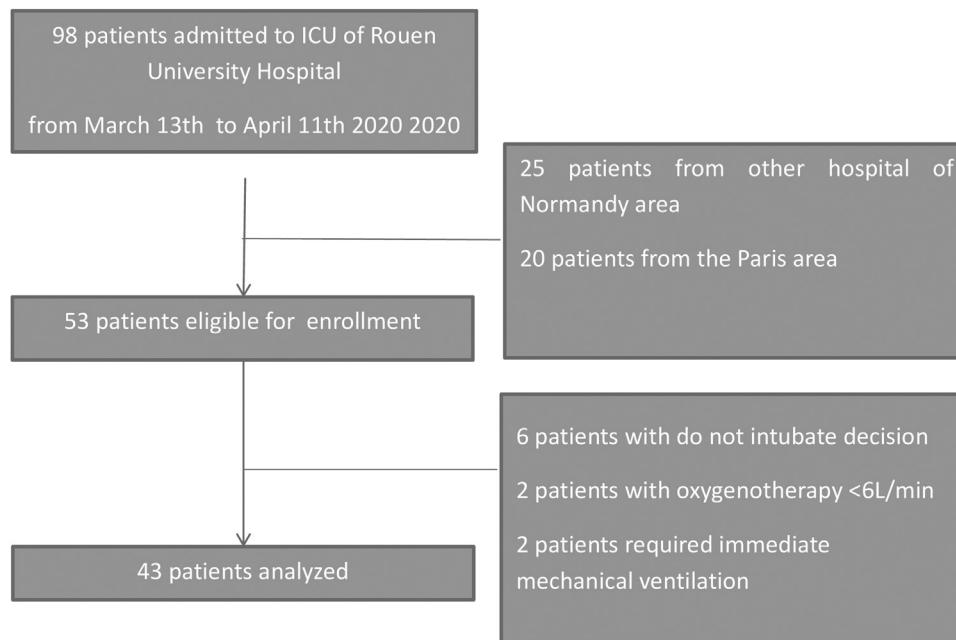 98 patients admitted to ICU of Rouen
University Hospital
from March 13th to April 11th 2020 2020
25 patients from other hospital of
Normandy area
20 patients from the Paris area
53 patients eligible for enrollment
6 patients with do not intubate decision
2 patients with oxygenotherapy <6L/min
2 patients required immediate
mechanical ventilation
43 patients analyzed